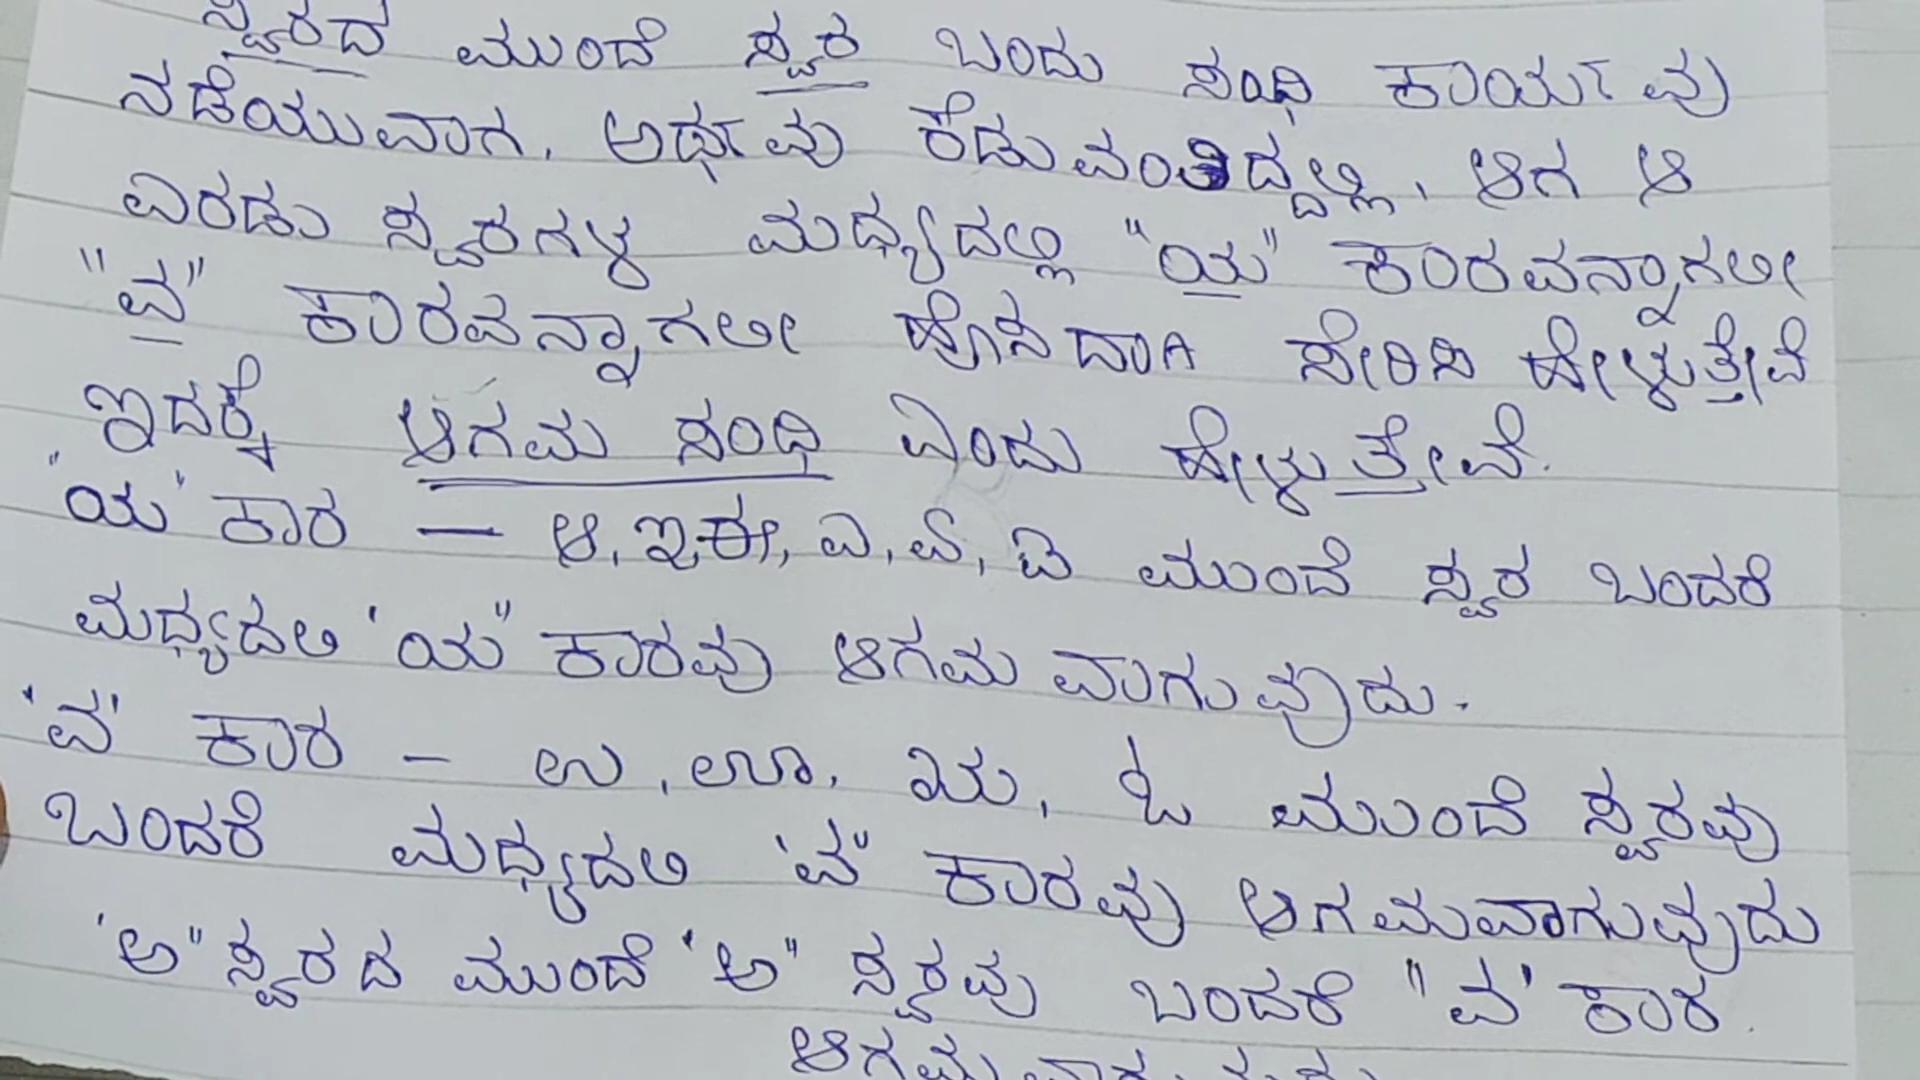 ಸ್ವರದ ಮುಂದೆ ಸ್ವರ ಬಂದು ಸಂಧಿ ಕಾರ್ಯವು
ನಡೆಯುವಾಗ, ಅರ್ಥವು ಕೆಡುವಂತಿದ್ದಲ್ಲಿ, ಆಗ ಆ
ಎರಡು ಸ್ವರಗಳ ಮಧ್ಯದಲ್ಲಿ "ಯ" ಕಾರವನ್ನಾಗಲೀ
"ವ" ಕಾರವನ್ನಾಗಲೀ ಹೊಸದಾಗಿ ಸೇರಿಸಿ ಹೇಳುತ್ತೇವೆ
ಇದಕ್ಕೆ ಆಗಮ ಸಂಧಿ ಎಂದು ಹೇಳುತ್ತೇವೆ.
"ಯ' ಕಾರ — ಆ, ಇ,ಈ, ಎ, ಏ, ಐ ಮುಂದೆ ಸ್ವರ ಬಂದರೆ
ಮಧ್ಯದಲಿ 'ಯ" ಕಾರವು ಆಗಮ ವಾಗುವುದು.
'ವ' ಕಾರ – ಉ, ಊ, ಋ, ಓ ಮುಂದೆ ಸ್ವರವು
ಬಂದರೆ ಮಧ್ಯದಲಿ 'ವ" ಕಾರವು ಆಗಮವಾಗುವುದು
'ಅ" ಸ್ವರದ ಮುಂದೆ 'ಅ" ಸ್ವರವು ಬಂದರೆ "ವ' ಕಾರ
ಆಗಮವಾಗುವುದು